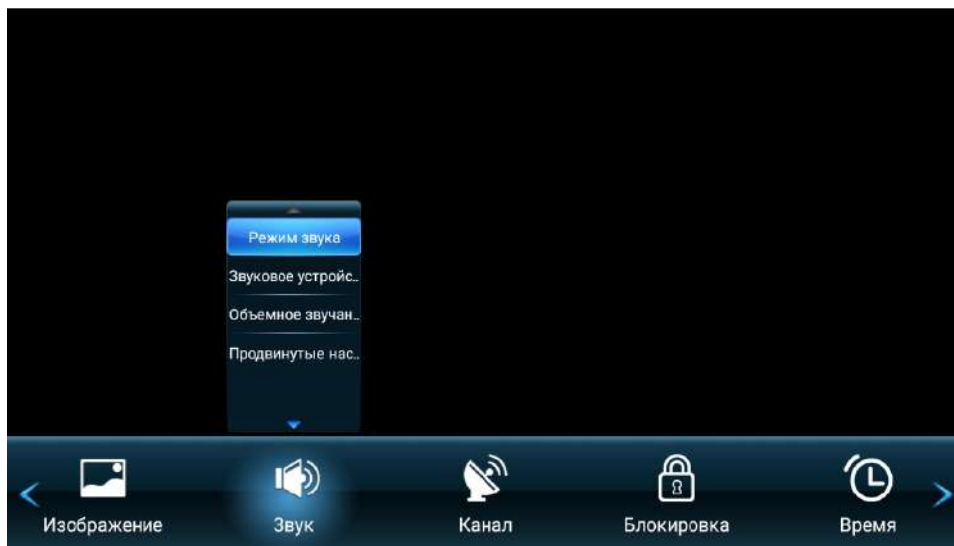 Режим звука
Звуковое устройс..
Объемное звучан..
Продвинутые нас..
Изображение
Звук
Канал
Блокировка
Время